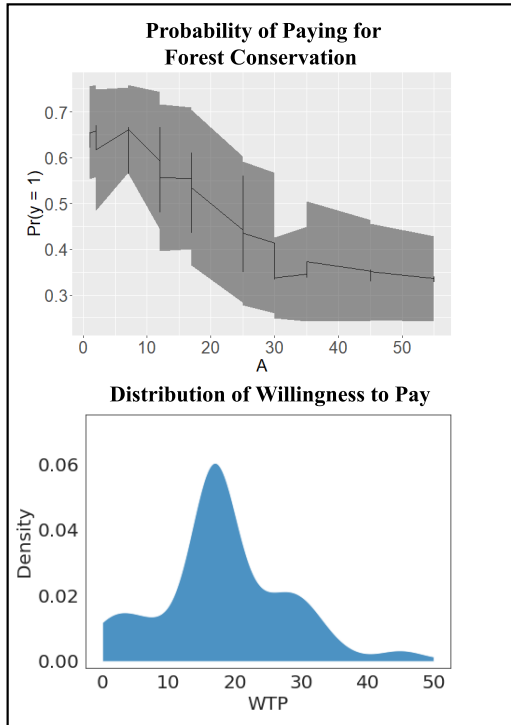 Probability of Paying for
Forest Conservation
Pr(y = 1)
0.7
0.6
0.5
0.4
0.3
0 10 20 30 40 50
A
Distribution of Willingness to Pay
Density
0.06
0.04
0.02
0.00
0 10 20 30 40 50
WTP